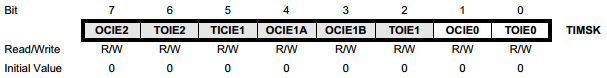 Bit 7 6 5 4 3 2 1 0
OCIE2 TOIE2 TICIE1 OCIE1A OCIE1B TOIE1 OCIE0 TOIE0 TIMSK
Read/Write R/W R/W R/W R/W R/W R/W R/W R/W
Initial Value 0 0 0 0 0 0 0 0